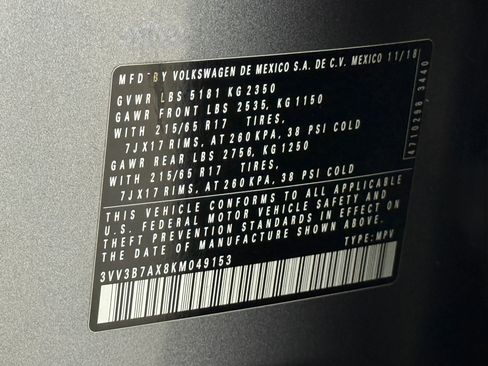 MFD. BY VOLKSWAGEN DE MEXICO S.A. DE C.V. MEXICO 11/18
GVWR LBS 5181 KG 2350
GAWR FRONT LBS 2535, KG 1150
WITH 215/65 R17 TIRES,
7JX17 RIMS, AT 260 KPA, 38 PSI COLD
GAWR REAR LBS 2756, KG 1250
WITH 215/65 R17 TIRES,
7JX17 RIMS, AT 260 KPA, 38 PSI COLD
THIS VEHICLE CONFORMS TO ALL APPLICABLE
U.S. FEDERAL MOTOR VEHICLE SAFETY AND
THEFT PREVENTION STANDARDS IN EFFECT ON
THE DATE OF MANUFACTURE SHOWN ABOVE.
TYPE: MPV
3VV3B7AX8KM049153
4710298, 3440